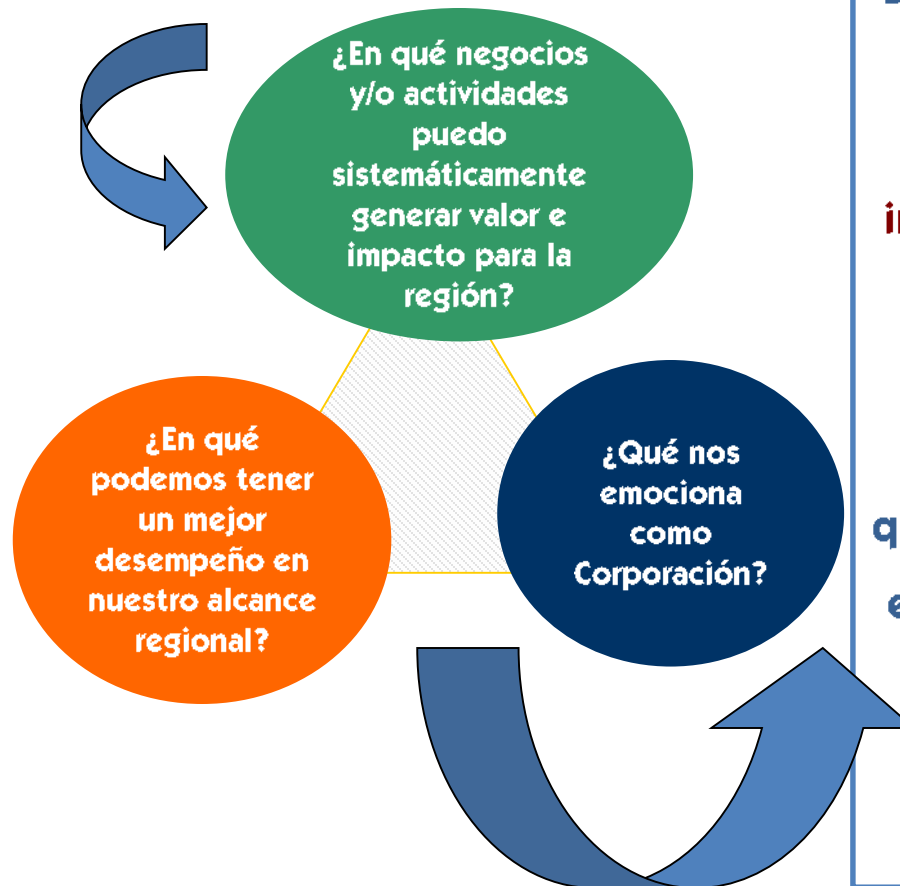 ¿En qué negocios
y/o actividades
puedo
sistemáticamente
generar valor e
impacto para la
región?
¿En qué
podemos tener
un mejor
desempeño en
nuestro alcance
regional?
¿Qué nos
emociona
como
Corporación?